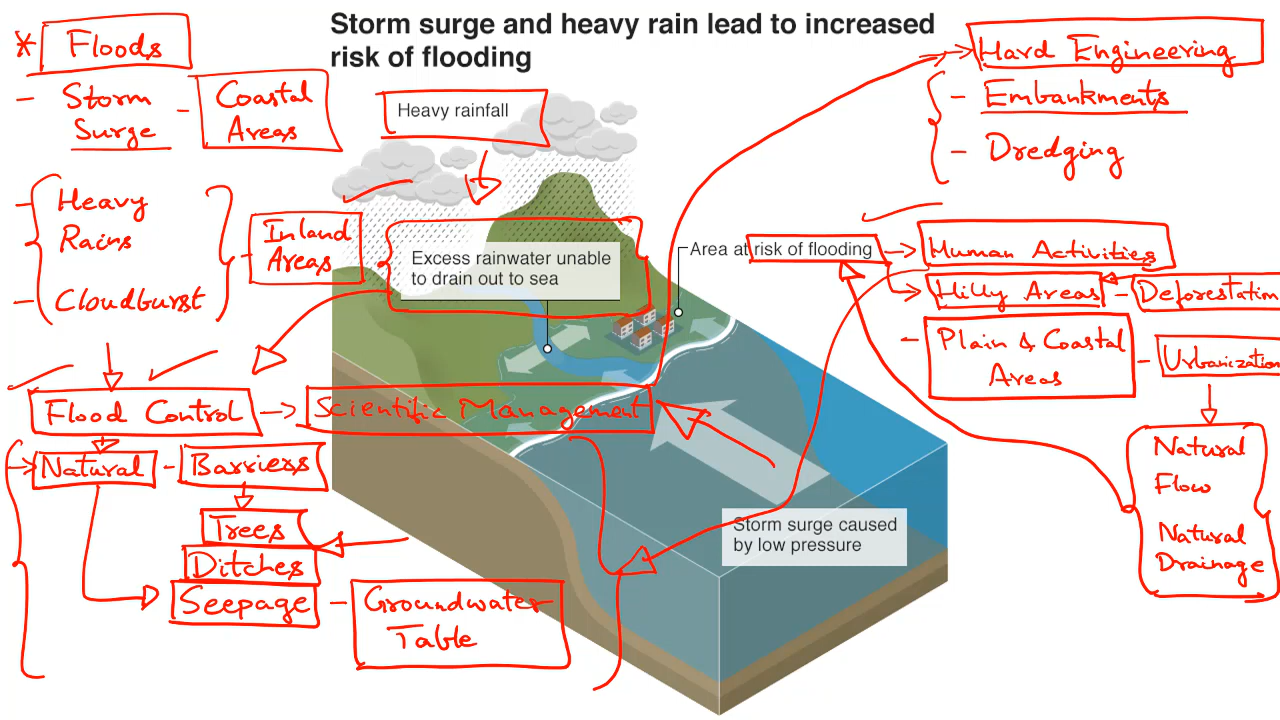 Storm surge and heavy rain lead to increased
risk of flooding
* Floods
- Storm Surge - Coastal Areas
- Heavy Rains
- Cloudburst
- Inland Areas
Heavy rainfall
Excess rainwater unable
to drain out to sea
Area at risk of flooding
Storm surge caused
by low pressure
Flood Control → Scientific Management
→ Natural - Barriers
Trees
Ditches
Seepage - Groundwater Table
→ Hard Engineering
- Embankments
- Dredging
→ Human Activities
→ Hilly Areas - Deforestation
- Plain & Coastal Areas - Urbanization
Natural
Flow
Natural
Drainage